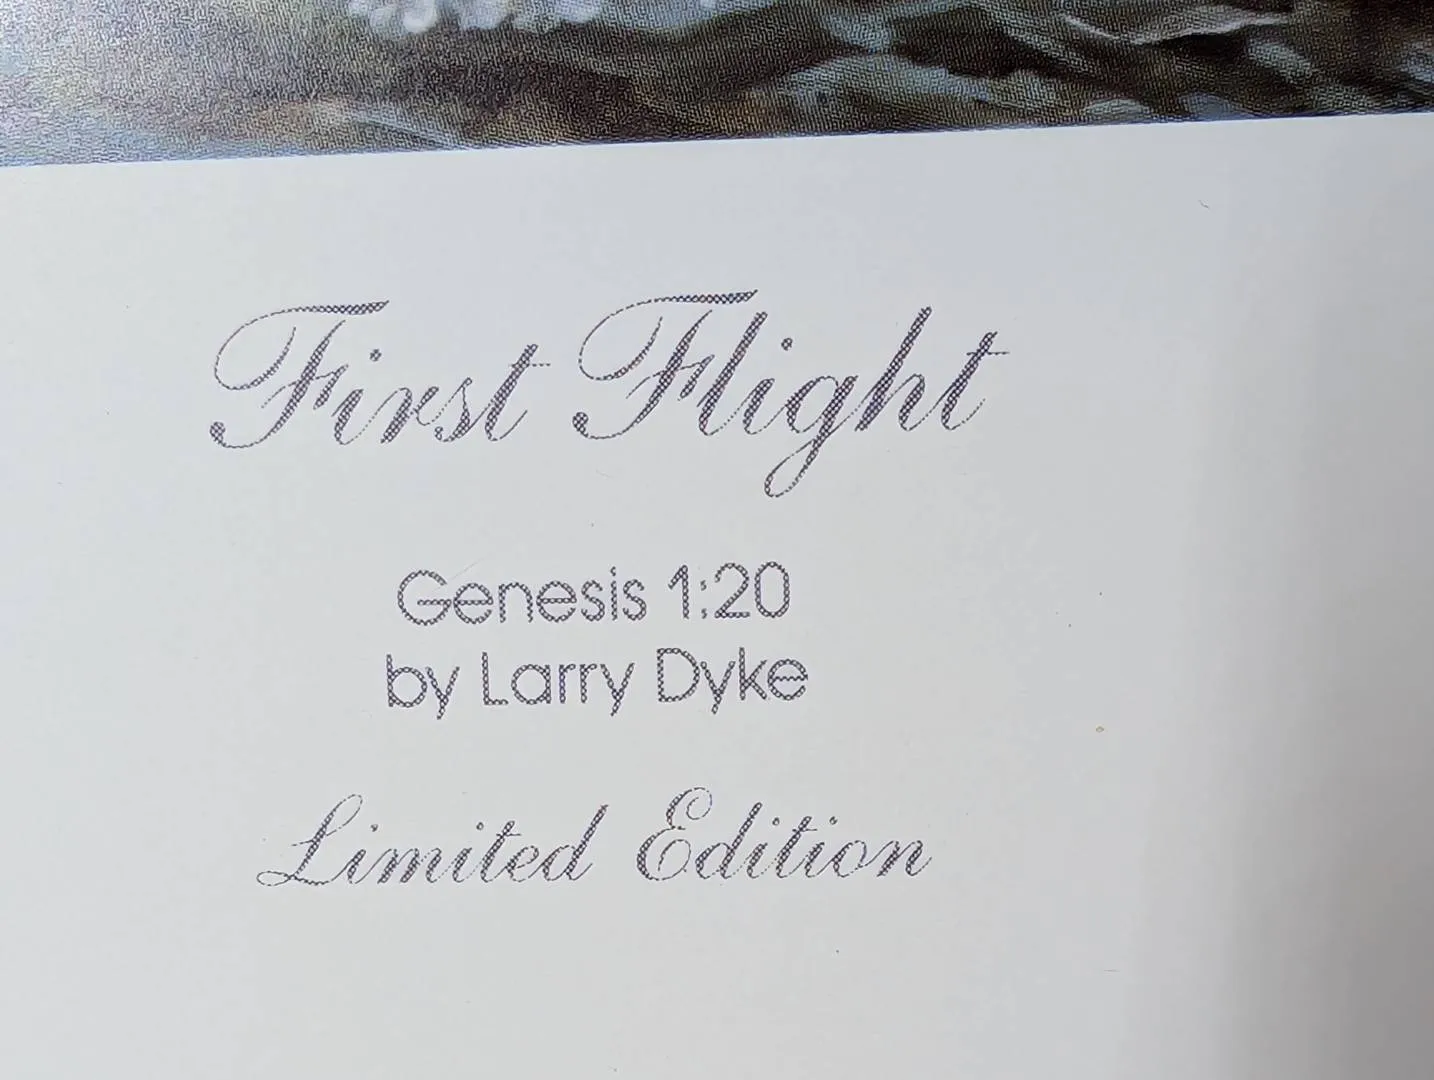 First Flight
Genesis 1:20
by Larry Dyke
Limited Edition